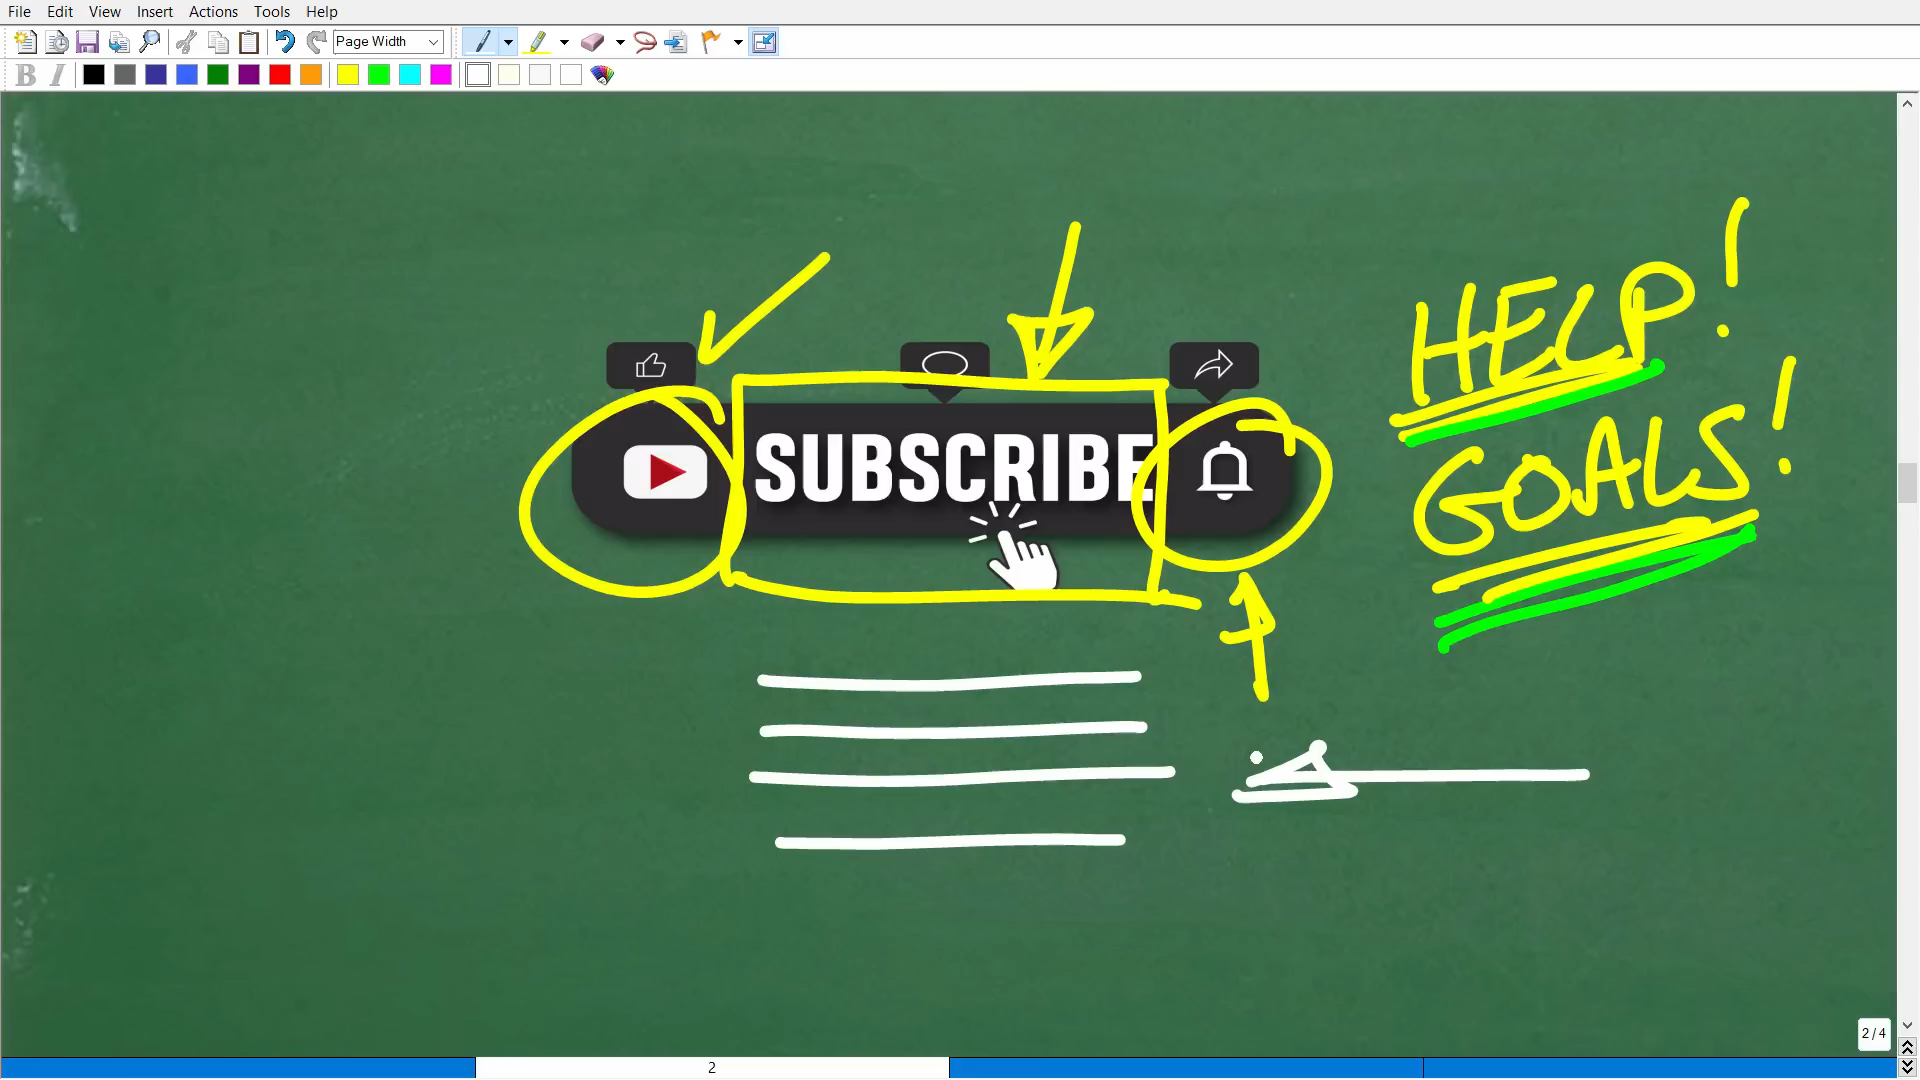 File Edit View Insert Actions Tools Help
Page Width
B I
HELP!
SUBSCRIBE
GOALS!
2 / 4
2